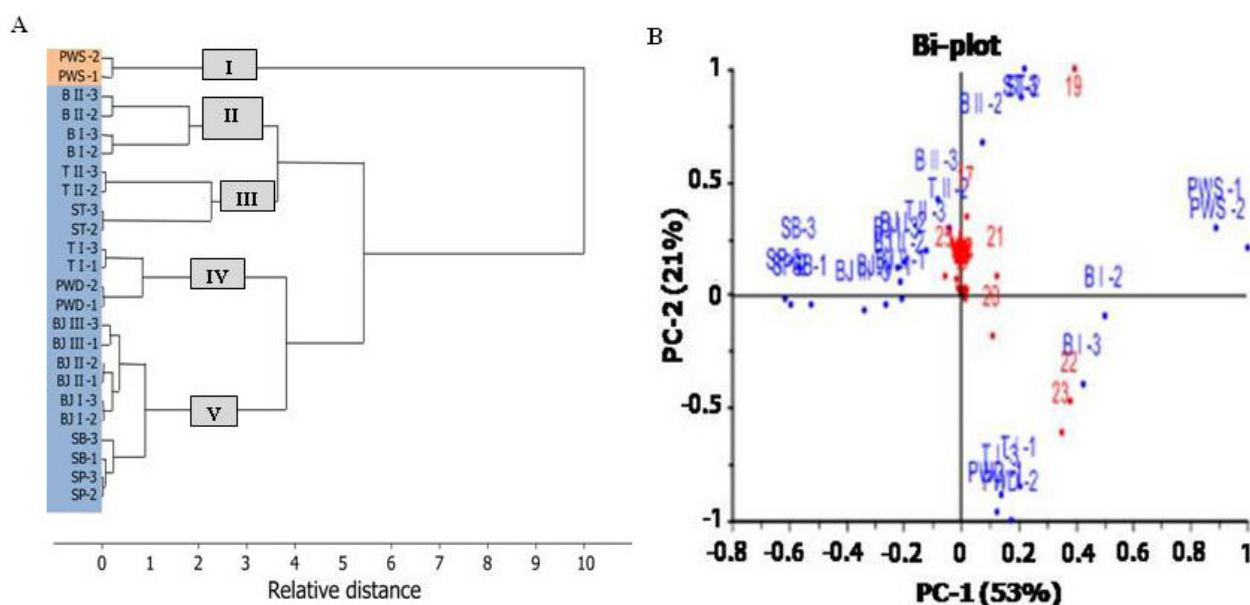 A
PWS-2
PWS-1
B II-3
B II-2
B I-3
B I-2
T II-3
T II-2
ST-3
ST-2
T I-3
T I-1
PWD-2
PWD-1
BJ III-3
BJ III-1
BJ II-2
BJ II-1
BJ I-3
BJ I-2
SB-3
SB-1
SP-3
SP-2
I
II
III
IV
V
0 1 2 3 4 5 6 7 8 9 10
Relative distance
B
Bi-plot
PC-2 (21%)
1
0.5
0
-0.5
-1
19
B II-2
B II-3
17
T II-2
PWS-1
PWS-2
SB-3
25
21
B I-2
20
B I-3
22
23
T I-1
-0.8 -0.6 -0.4 -0.2 0 0.2 0.4 0.6 0.8 1
PC-1 (53%)